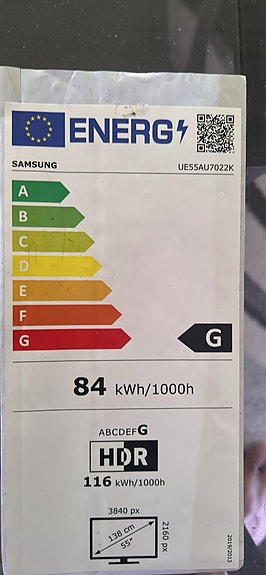 ENERG
SAMSUNG
UE55AU7022K
A
B
C
D
E
F
G
G
84 kWh/1000h
ABCDEFG
HDR
116 kWh/1000h
3840 px
138 cm
55"
2160 px
2019/2013